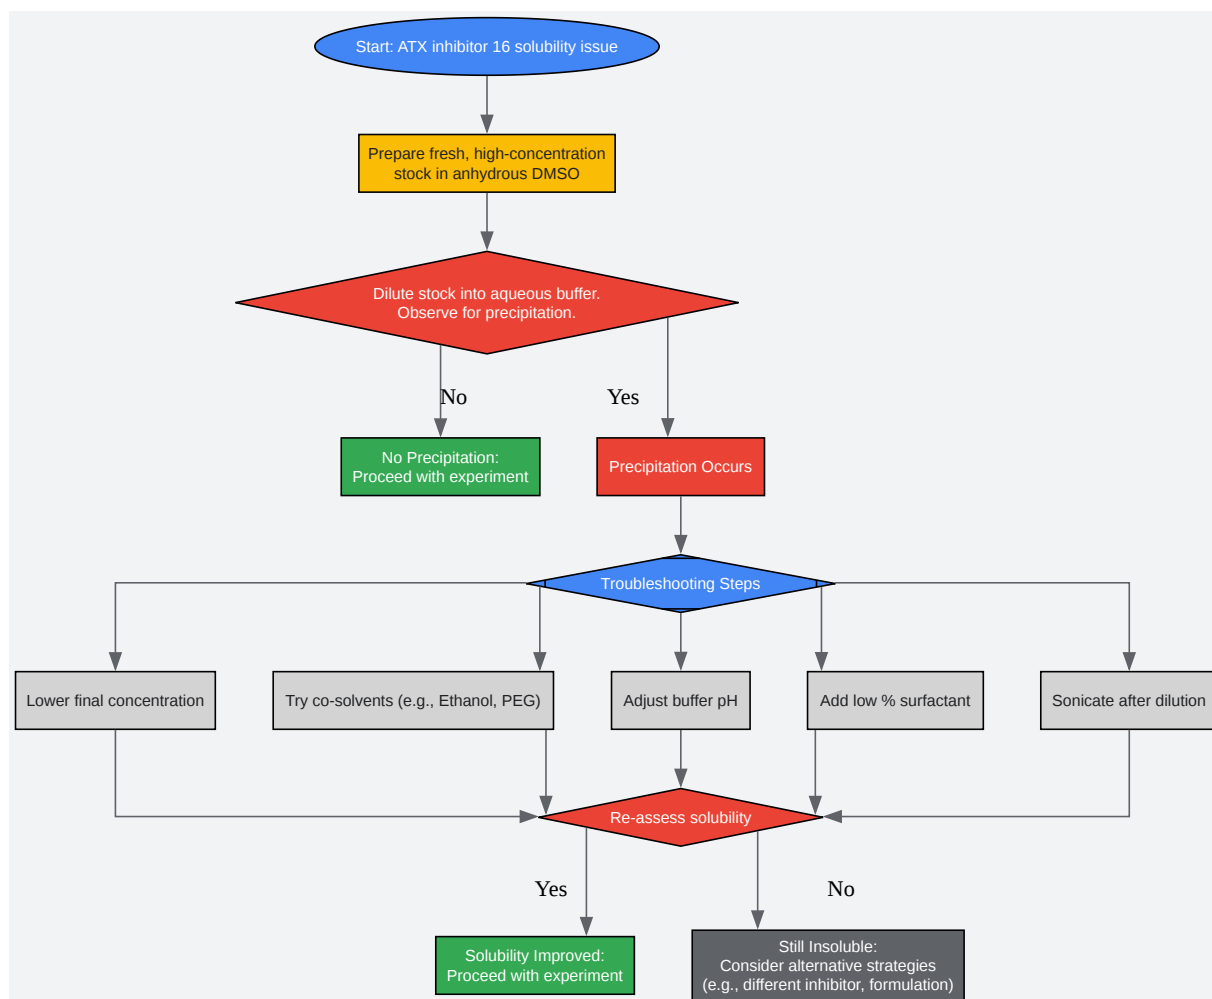 Start: ATX inhibitor 16 solubility issue
Prepare fresh, high-concentration
stock in anhydrous DMSO
Dilute stock into aqueous buffer.
Observe for precipitation.
No
Yes
No Precipitation:
Proceed with experiment
Precipitation Occurs
Troubleshooting Steps
Lower final concentration
Try co-solvents (e.g., Ethanol, PEG)
Adjust buffer pH
Add low % surfactant
Sonicate after dilution
Re-assess solubility
Yes
No
Solubility Improved:
Proceed with experiment
Still Insoluble:
Consider alternative strategies
(e.g., different inhibitor, formulation)